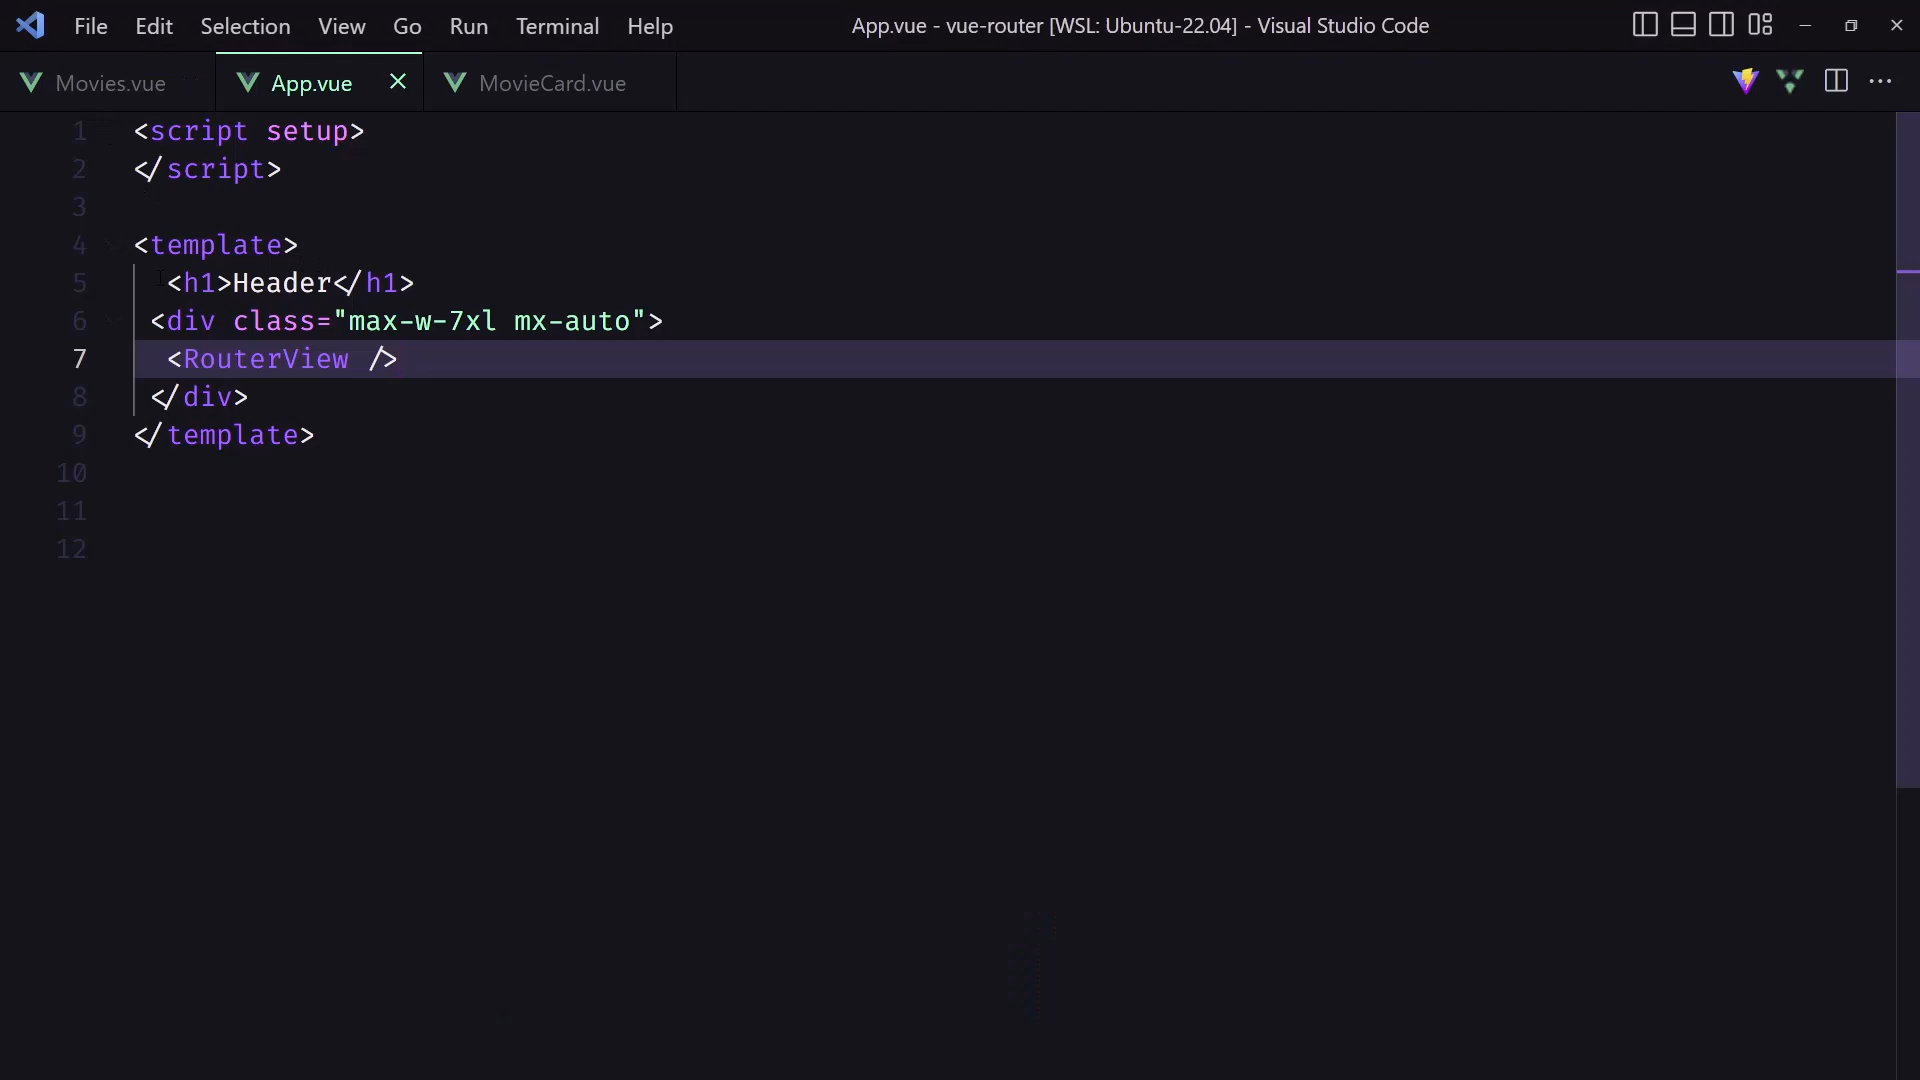 File Edit Selection View Go Run Terminal Help App.vue - vue-router [WSL: Ubuntu-22.04] - Visual Studio Code
Movies.vue App.vue MovieCard.vue
1 <script setup>
2 </script>
3
4 <template>
5 <h1>Header</h1>
6 <div class="max-w-7xl mx-auto">
7 <RouterView />
8 </div>
9 </template>
10
11
12